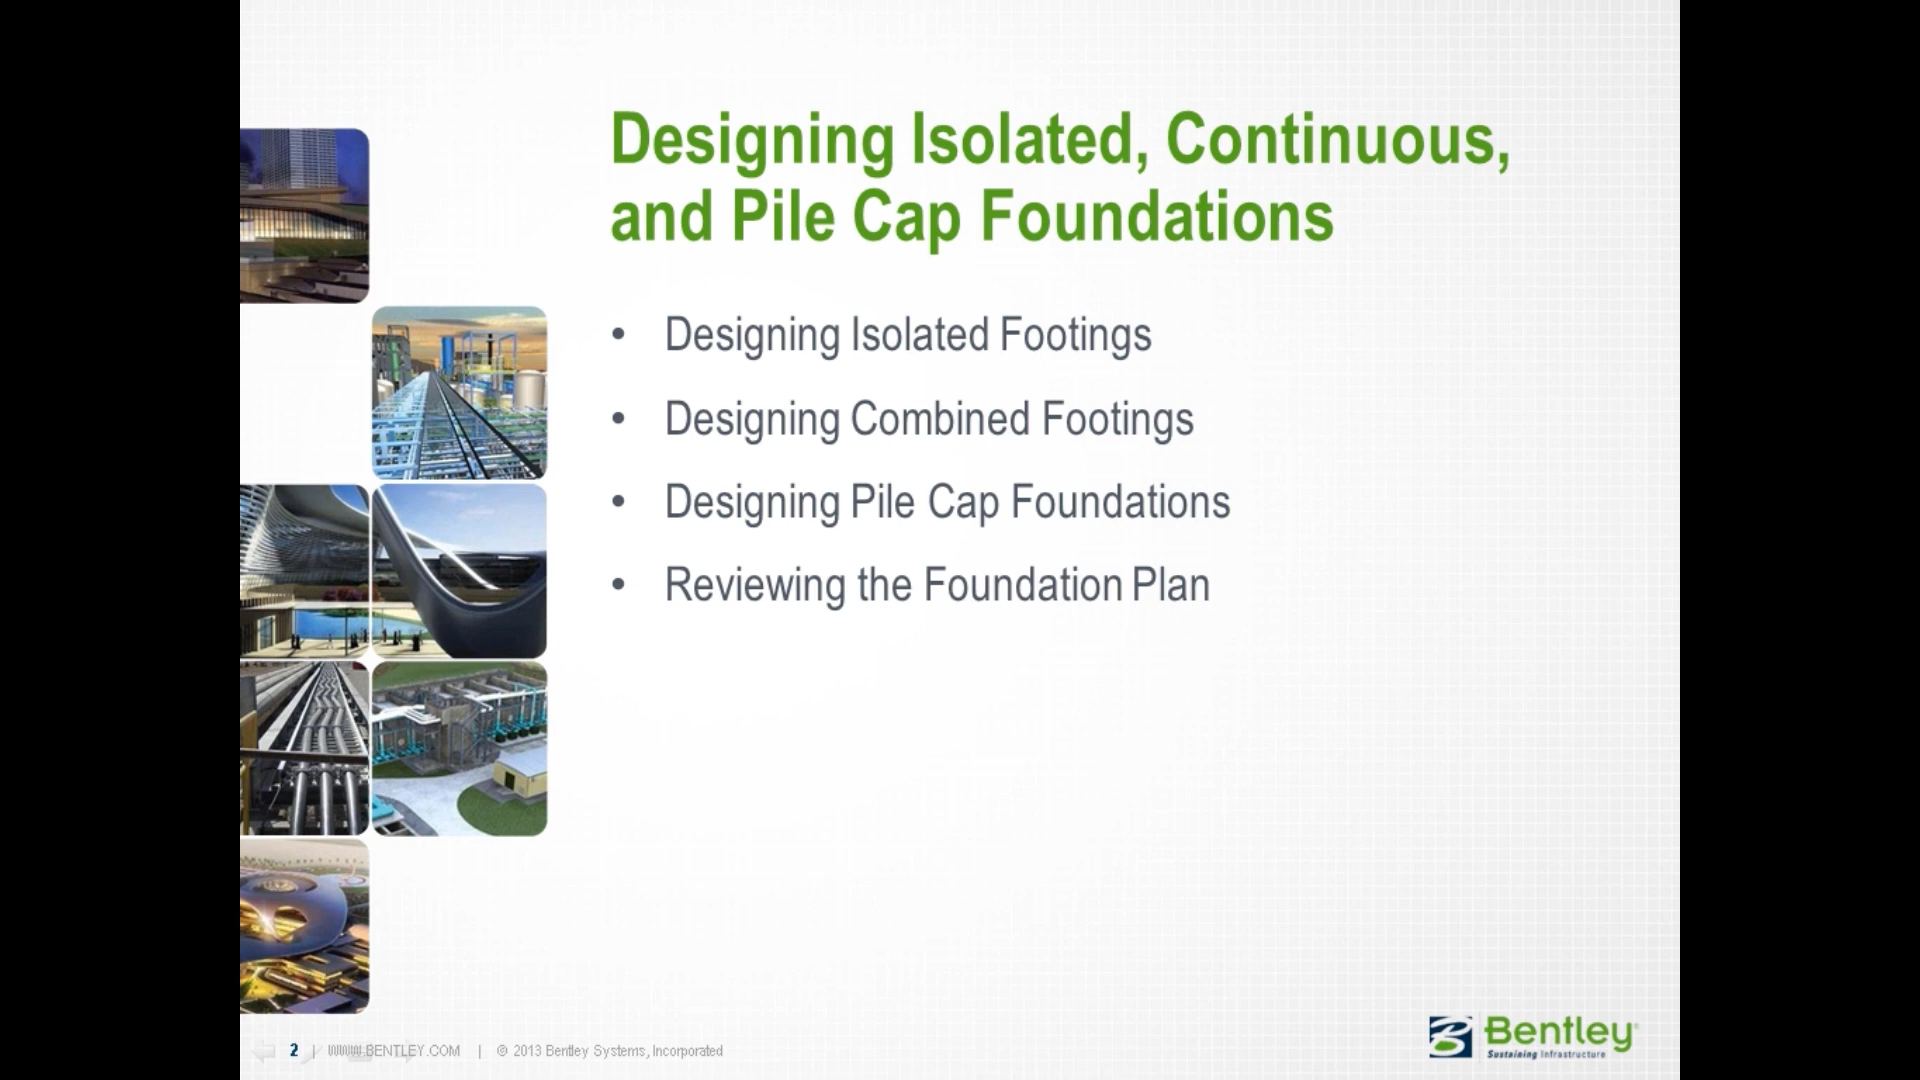 Designing Isolated, Continuous,
and Pile Cap Foundations
• Designing Isolated Footings
• Designing Combined Footings
• Designing Pile Cap Foundations
• Reviewing the Foundation Plan
2 | WWW.BENTLEY.COM | © 2013 Bentley Systems, Incorporated
Bentley®
Sustaining Infrastructure